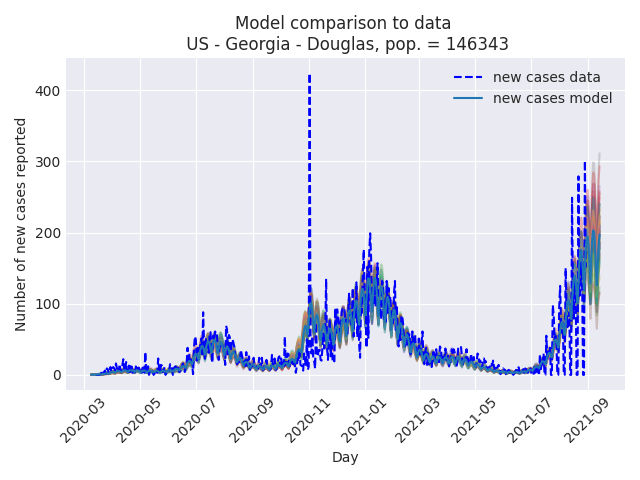 Model comparison to data
US - Georgia - Douglas, pop. = 146343
new cases data
new cases model
Number of new cases reported
400
300
200
100
0
2020-03
2020-05
2020-07
2020-09
2020-11
2021-01
2021-03
2021-05
2021-07
2021-09
Day